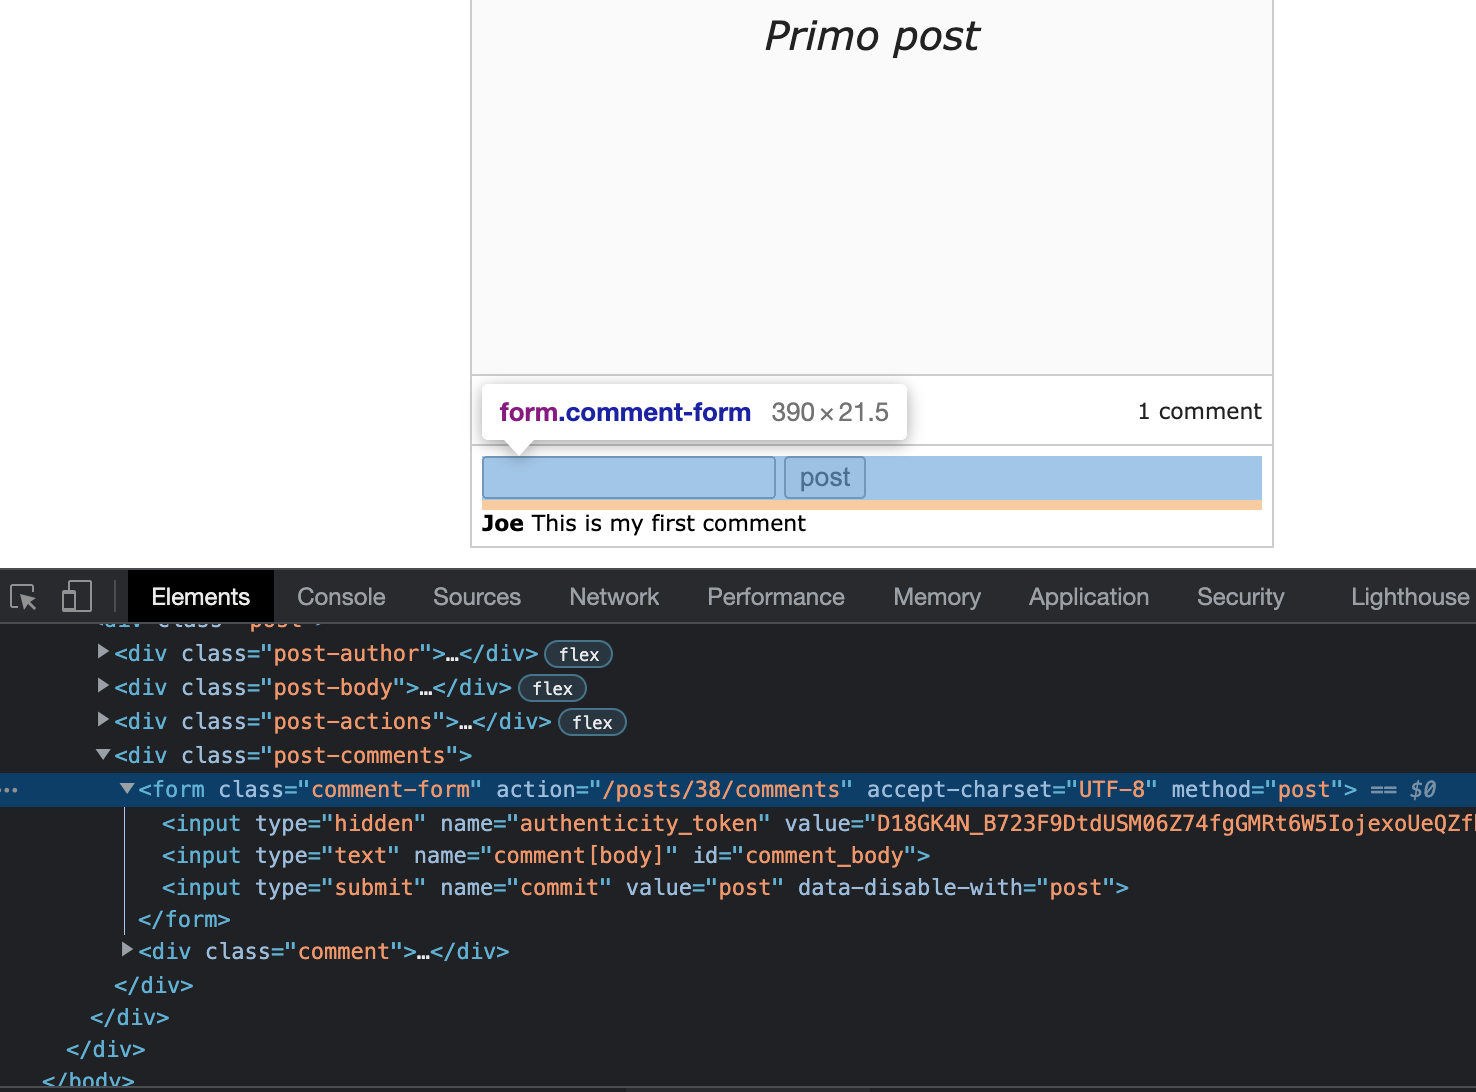 Primo post
form.comment-form 390 × 21.5
1 comment
post
Joe This is my first comment
Elements Console Sources Network Performance Memory Application Security Lighthouse
<div class="post">
<div class="post-author">…</div> flex
<div class="post-body">…</div> flex
<div class="post-actions">…</div> flex
<div class="post-comments">
<form class="comment-form" action="/posts/38/comments" accept-charset="UTF-8" method="post"> == $0
<input type="hidden" name="authenticity_token" value="D18GK4N_B723F9DtdUSM06Z74fgGMRt6W5IojexoUeQZf
<input type="text" name="comment[body]" id="comment_body">
<input type="submit" name="commit" value="post" data-disable-with="post">
</form>
<div class="comment">…</div>
</div>
</div>
</div>
</body>